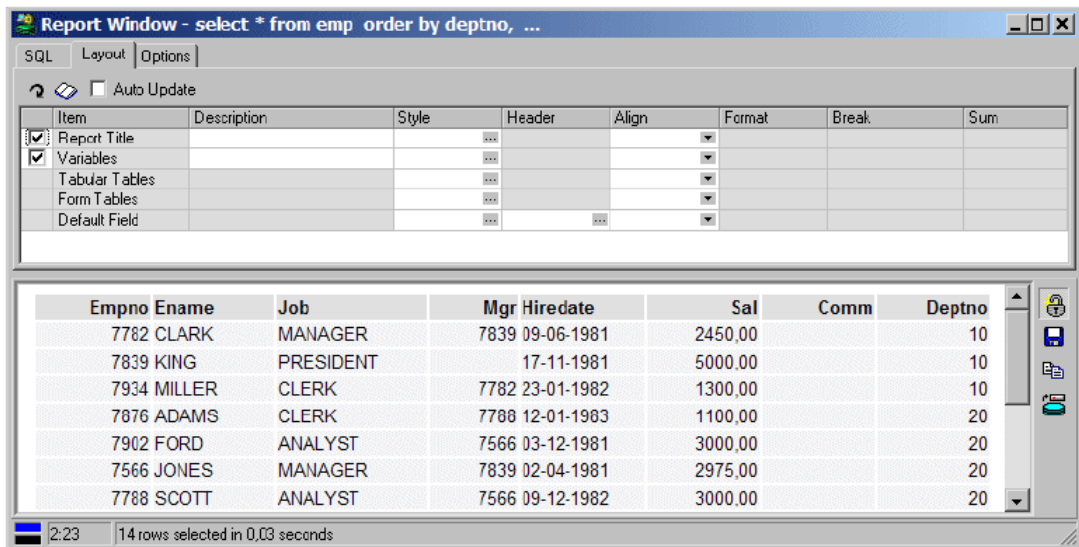 Report Window - select * from emp order by deptno, ...
SQL Layout Options
Auto Update
Item Description Style Header Align Format Break Sum
Report Title
Variables
Tabular Tables
Form Tables
Default Field
Empno Ename Job Mgr Hiredate Sal Comm Deptno
7782 CLARK MANAGER 7839 09-06-1981 2450,00 10
7839 KING PRESIDENT 17-11-1981 5000,00 10
7934 MILLER CLERK 7782 23-01-1982 1300,00 10
7876 ADAMS CLERK 7788 12-01-1983 1100,00 20
7902 FORD ANALYST 7566 03-12-1981 3000,00 20
7566 JONES MANAGER 7839 02-04-1981 2975,00 20
7788 SCOTT ANALYST 7566 09-12-1982 3000,00 20
2:23 14 rows selected in 0,03 seconds